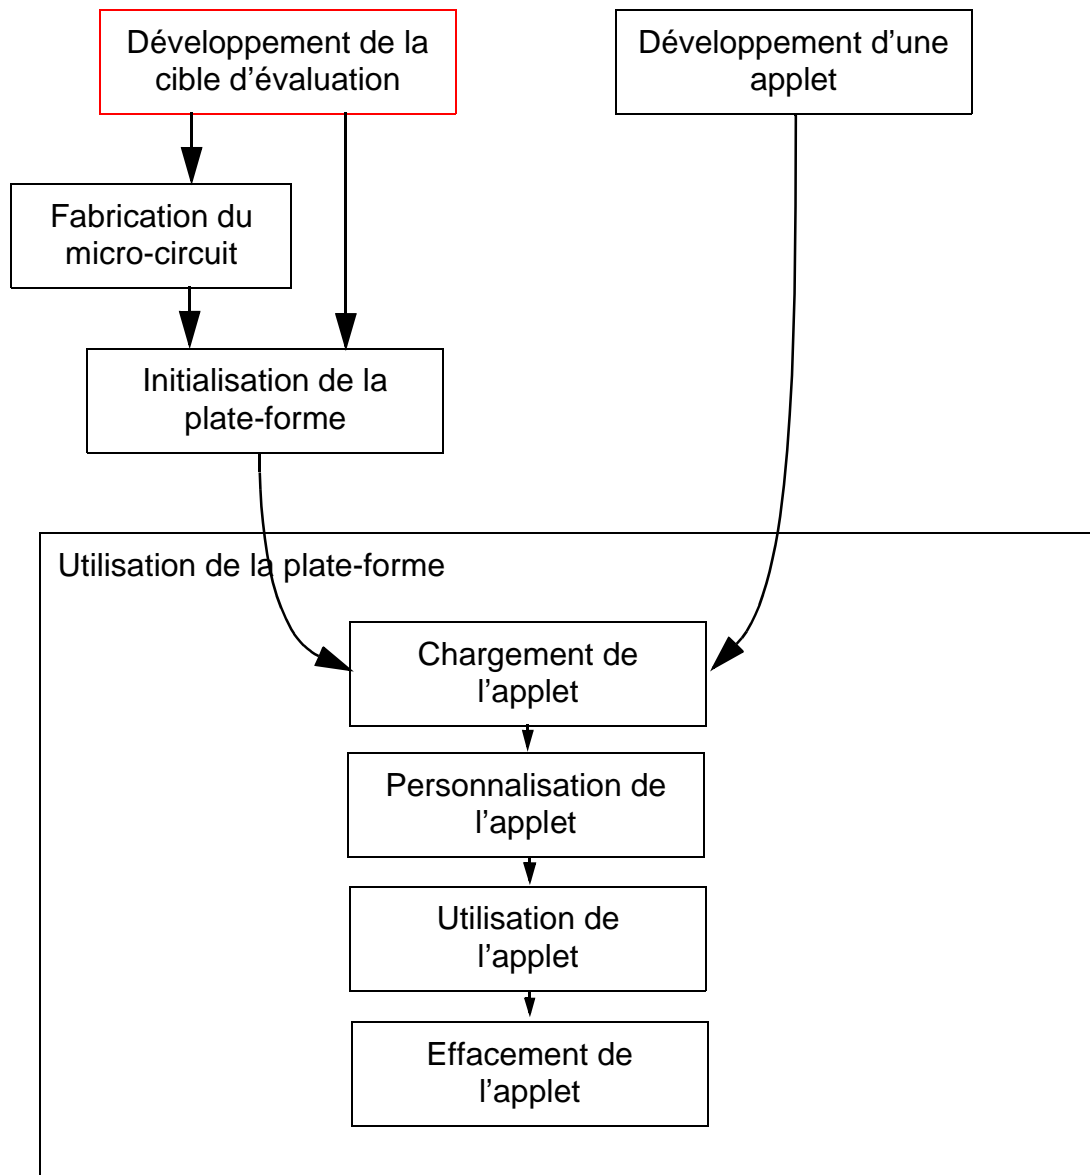 Développement de la
cible d’évaluation
Développement d’une
applet
Fabrication du
micro-circuit
Initialisation de la
plate-forme
Utilisation de la plate-forme
Chargement de
l’applet
Personnalisation de
l’applet
Utilisation de
l’applet
Effacement de
l’applet